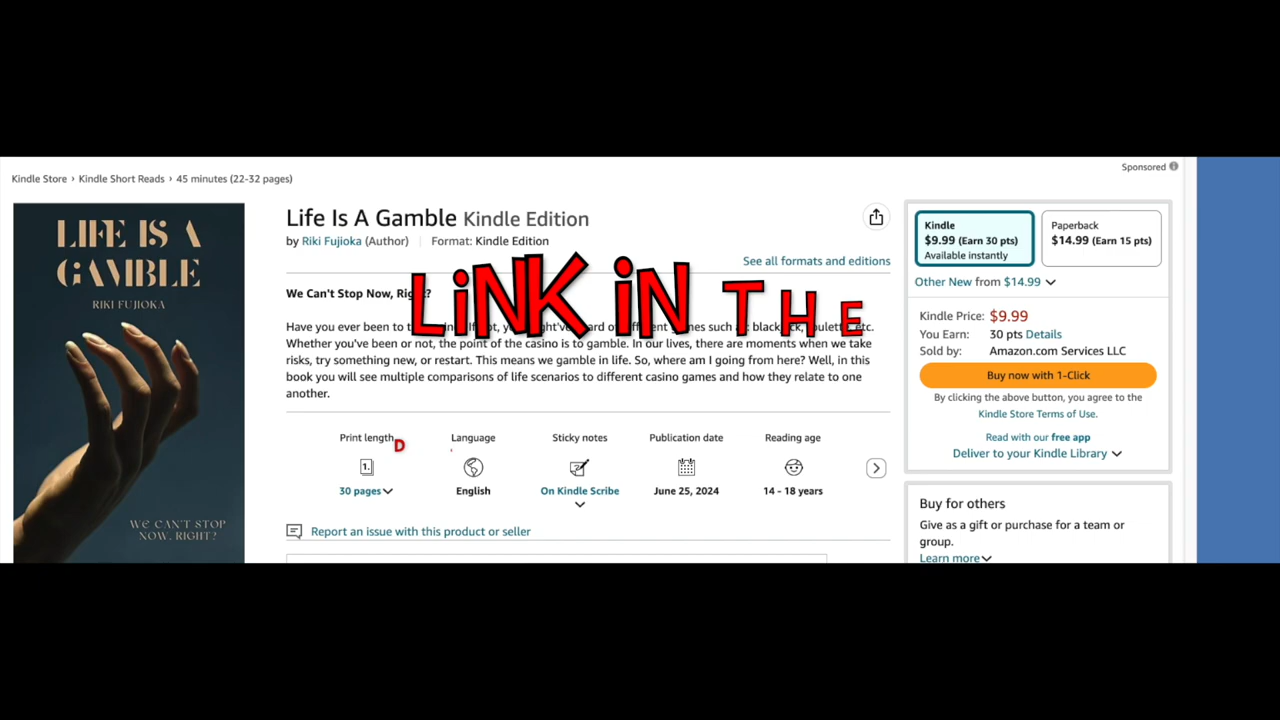 Sponsored
Kindle Store › Kindle Short Reads › 45 minutes (22-32 pages)
LIFE IS A
GAMBLE
RIKI FUJIOKA
WE CAN'T STOP
NOW, RIGHT?
Life Is A Gamble Kindle Edition
by Riki Fujioka (Author) | Format: Kindle Edition
See all formats and editions
LiNK iN THE
We Can't Stop Now, Right?
Have you ever been to If not, of different games such blackjack, roulette, etc.
Whether you've been or not, the point of the casino is to gamble. In our lives, there are moments when we take
risks, try something new, or restart. This means we gamble in life. So, where am I going from here? Well, in this
book you will see multiple comparisons of life scenarios to different casino games and how they relate to one
another.
Print length
D
30 pages
Language
English
Sticky notes
On Kindle Scribe
Publication date
June 25, 2024
Reading age
14 - 18 years
Report an issue with this product or seller
Kindle
$9.99 (Earn 30 pts)
Available instantly
Paperback
$14.99 (Earn 15 pts)
Other New from $14.99
Kindle Price: $9.99
You Earn: 30 pts Details
Sold by: Amazon.com Services LLC
Buy now with 1-Click
By clicking the above button, you agree to the
Kindle Store Terms of Use.
Read with our free app
Deliver to your Kindle Library
Buy for others
Give as a gift or purchase for a team or
group.
Learn more